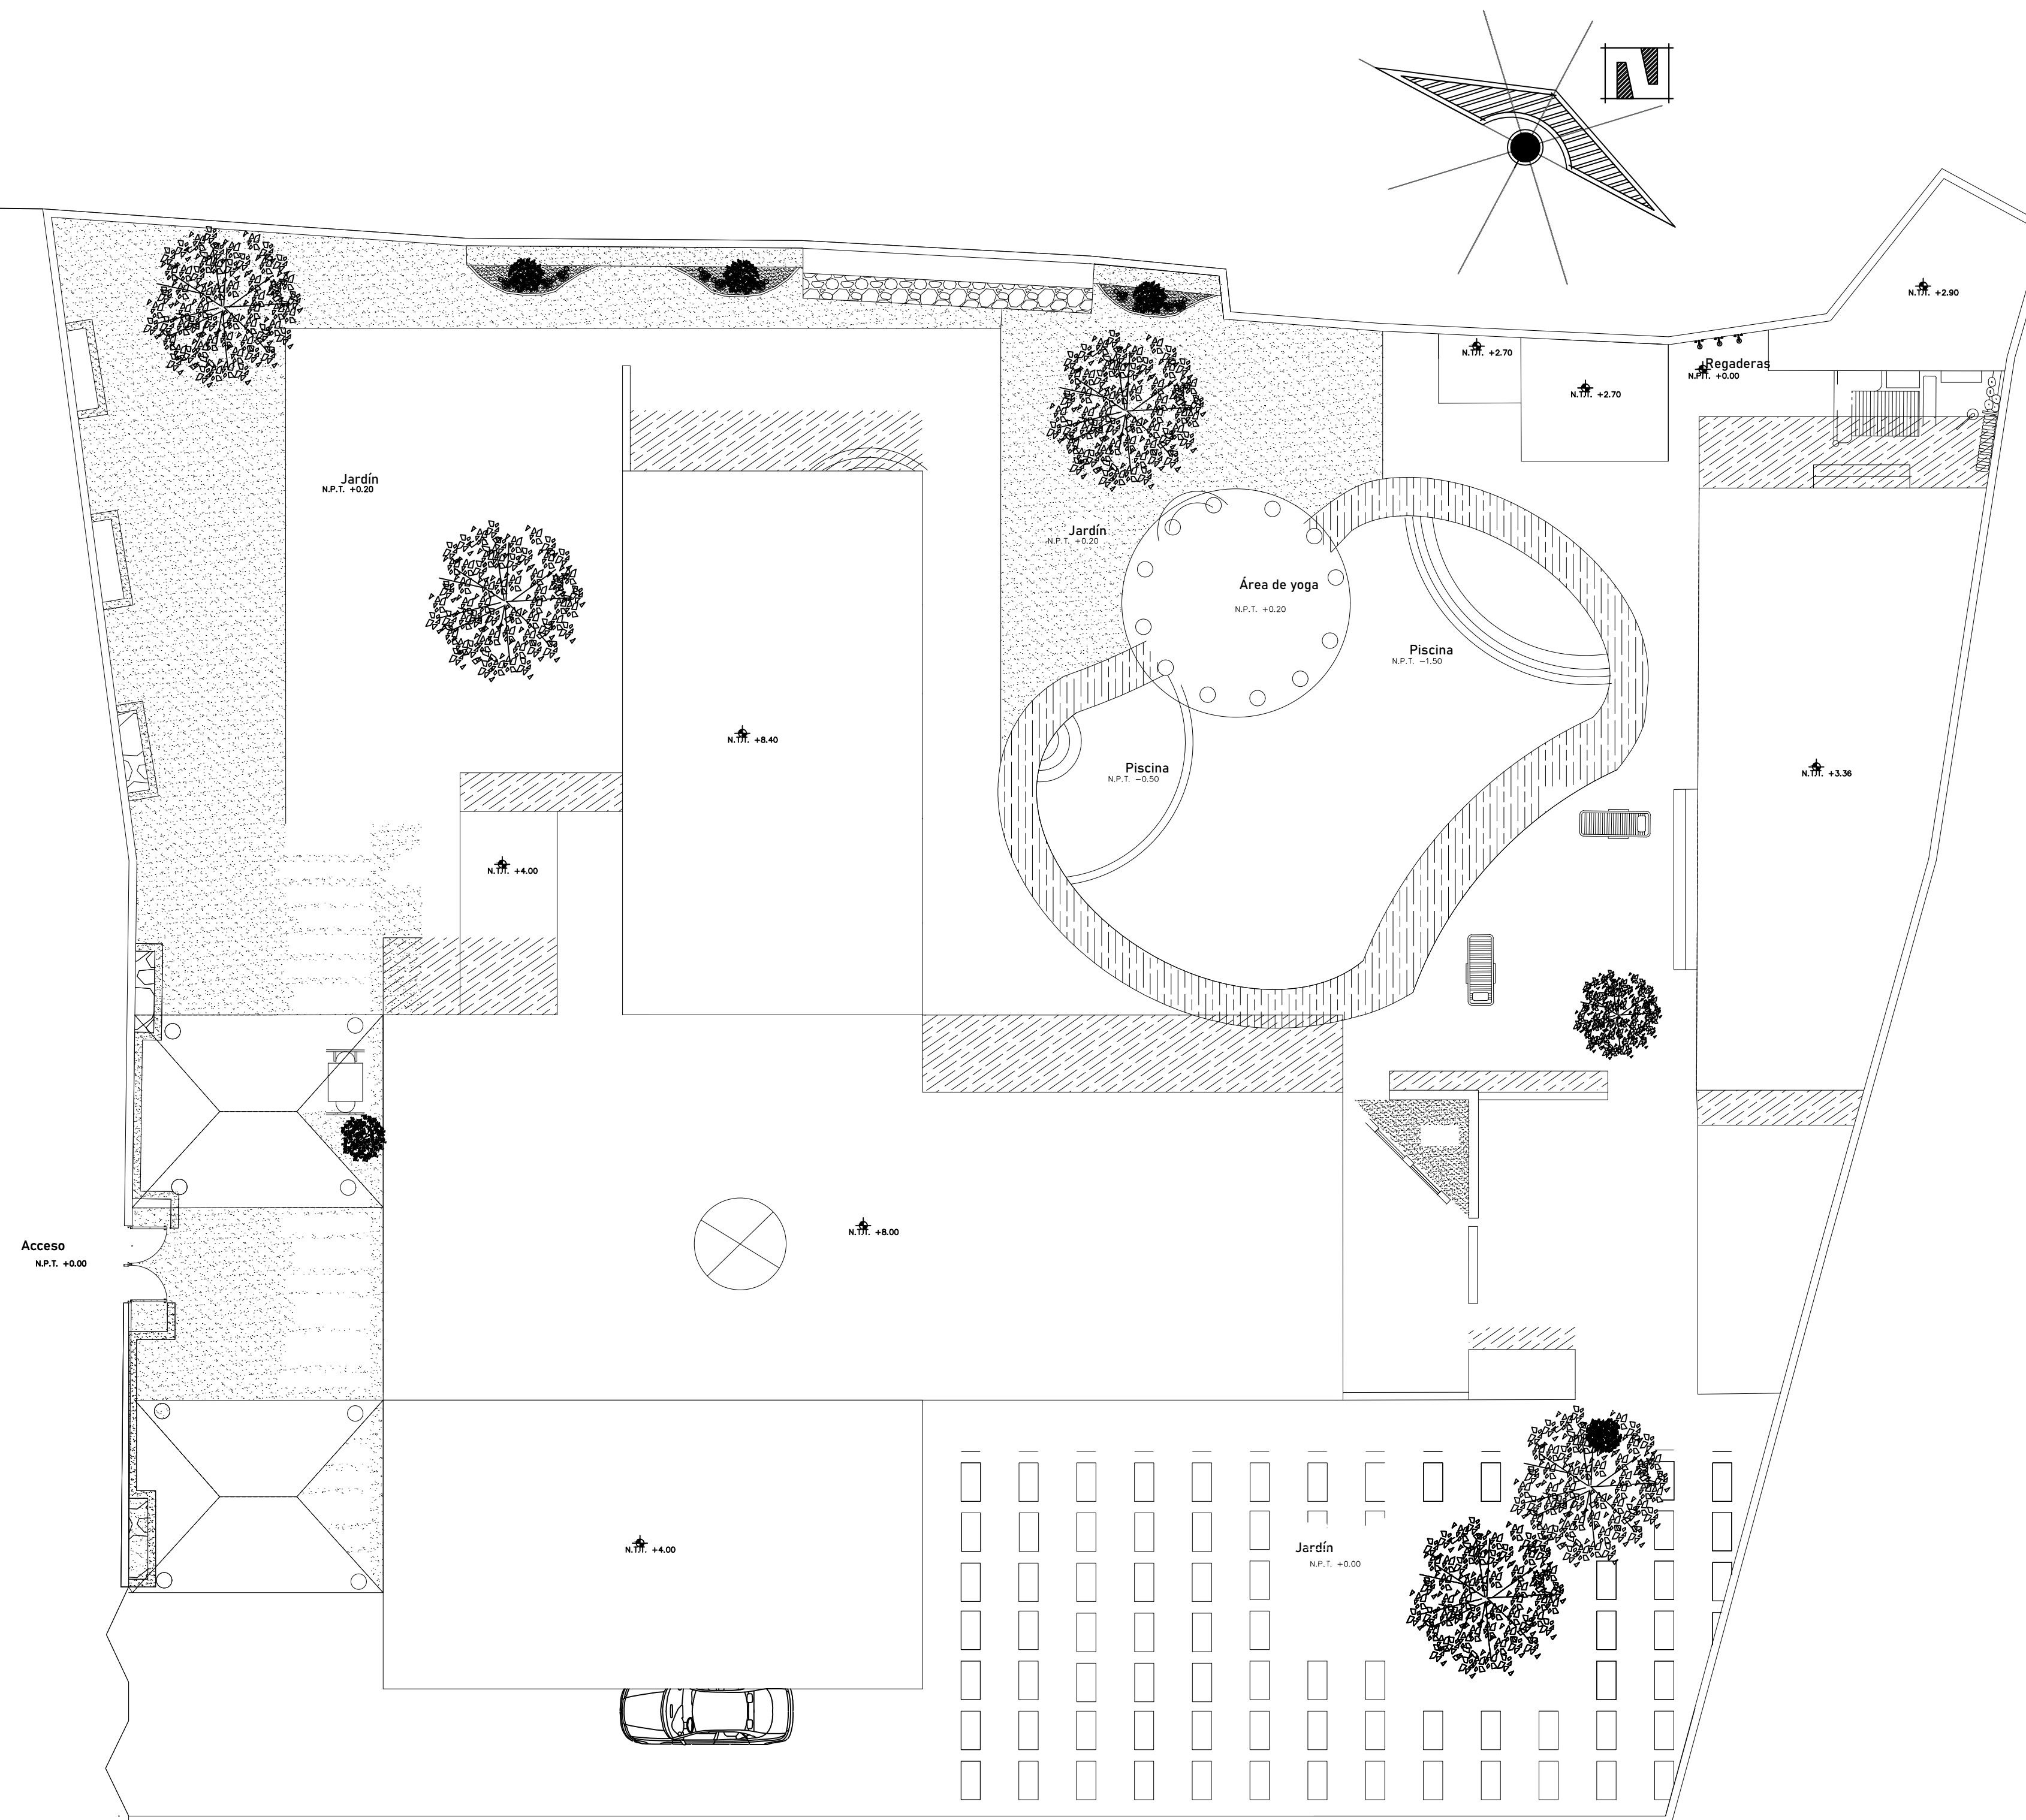 N
N.T.T. +2.90
N.T.T. +2.70
Regaderas
N.P.T. +0.00
N.T.T. +2.70
Jardín
N.P.T. +0.20
Jardín
N.P.T. +0.20
Área de yoga
N.P.T. +0.20
Piscina
N.P.T. -1.50
N.T.T. +8.40
Piscina
N.P.T. -0.50
N.T.T. +3.36
N.T.T. +4.00
N.T.T. +8.00
Acceso
N.P.T. +0.00
N.T.T. +4.00
Jardín
N.P.T. +0.00